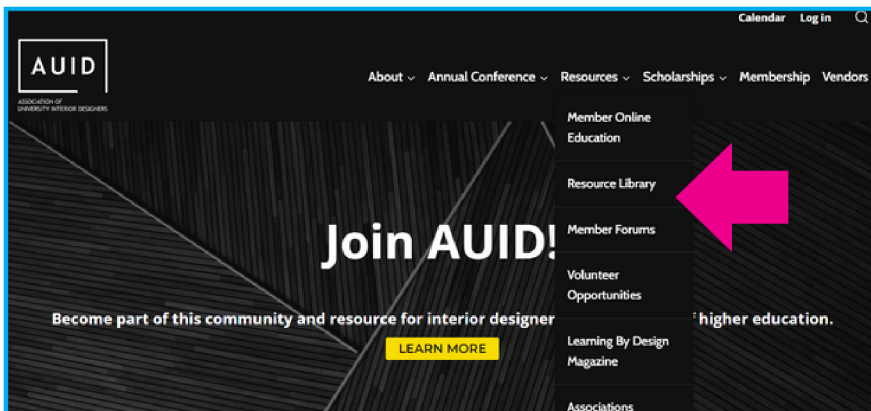 Calendar Log in
AUID
ASSOCIATION OF
UNIVERSITY INTERIOR DESIGNERS
About Annual Conference Resources Scholarships Membership Vendors
Member Online
Education
Resource Library
Member Forums
Volunteer
Opportunities
Learning By Design
Magazine
Associations
Join AUID!
Become part of this community and resource for interior designer higher education.
LEARN MORE